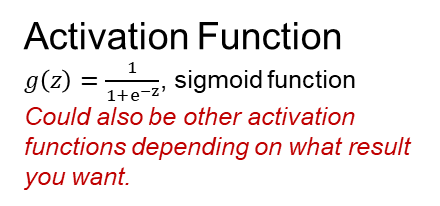 Activation Function
g(z) = 1/(1+e^-z), sigmoid function
Could also be other activation
functions depending on what result
you want.